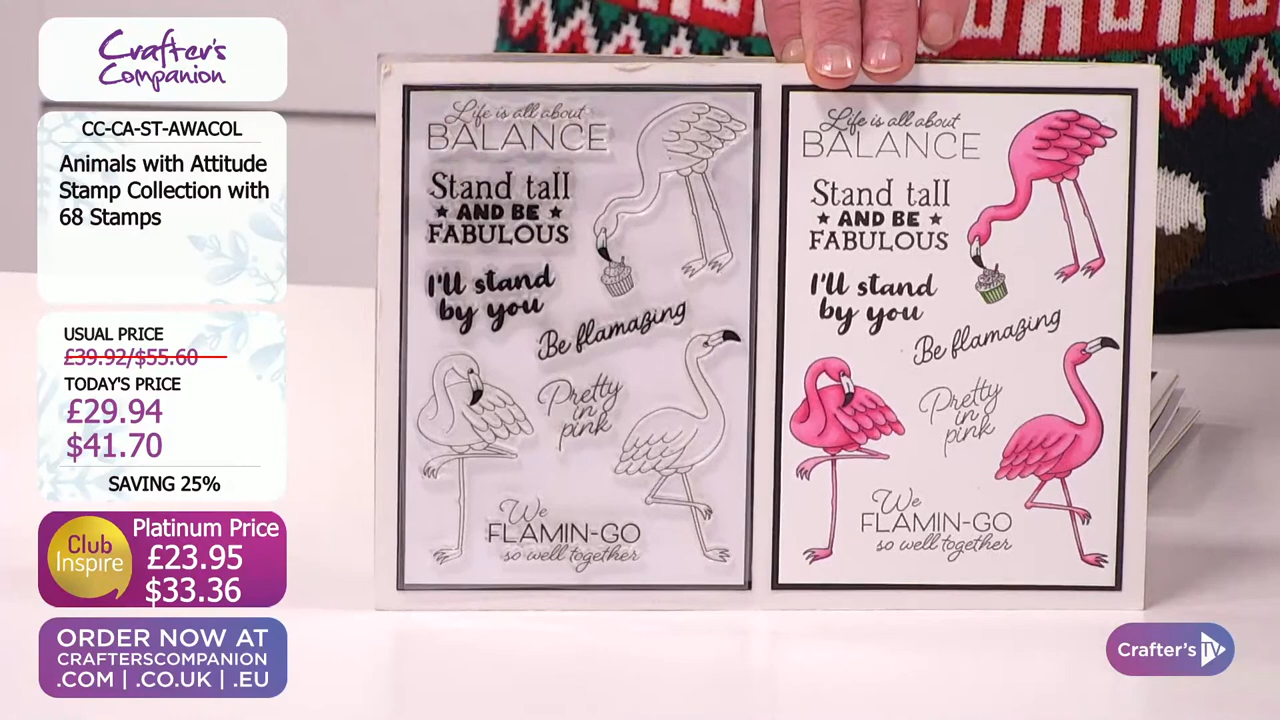 Crafter's
Companion
CC-CA-ST-AWACOL
Animals with Attitude
Stamp Collection with
68 Stamps
USUAL PRICE
£39.92/$55.60
TODAY'S PRICE
£29.94
$41.70
SAVING 25%
Club
Inspire
Platinum Price
£23.95
$33.36
ORDER NOW AT
CRAFTERSCOMPANION
.COM | .CO.UK | .EU
Life is all about
BALANCE
Stand tall
★ AND BE ★
FABULOUS
I'll stand
by you
Be flamazing
Pretty
in
pink
We
FLAMIN-GO
so well together
Life is all about
BALANCE
Stand tall
★ AND BE ★
FABULOUS
I'll stand
by you
Be flamazing
Pretty
in
pink
We
FLAMIN-GO
so well together
Crafter's TV